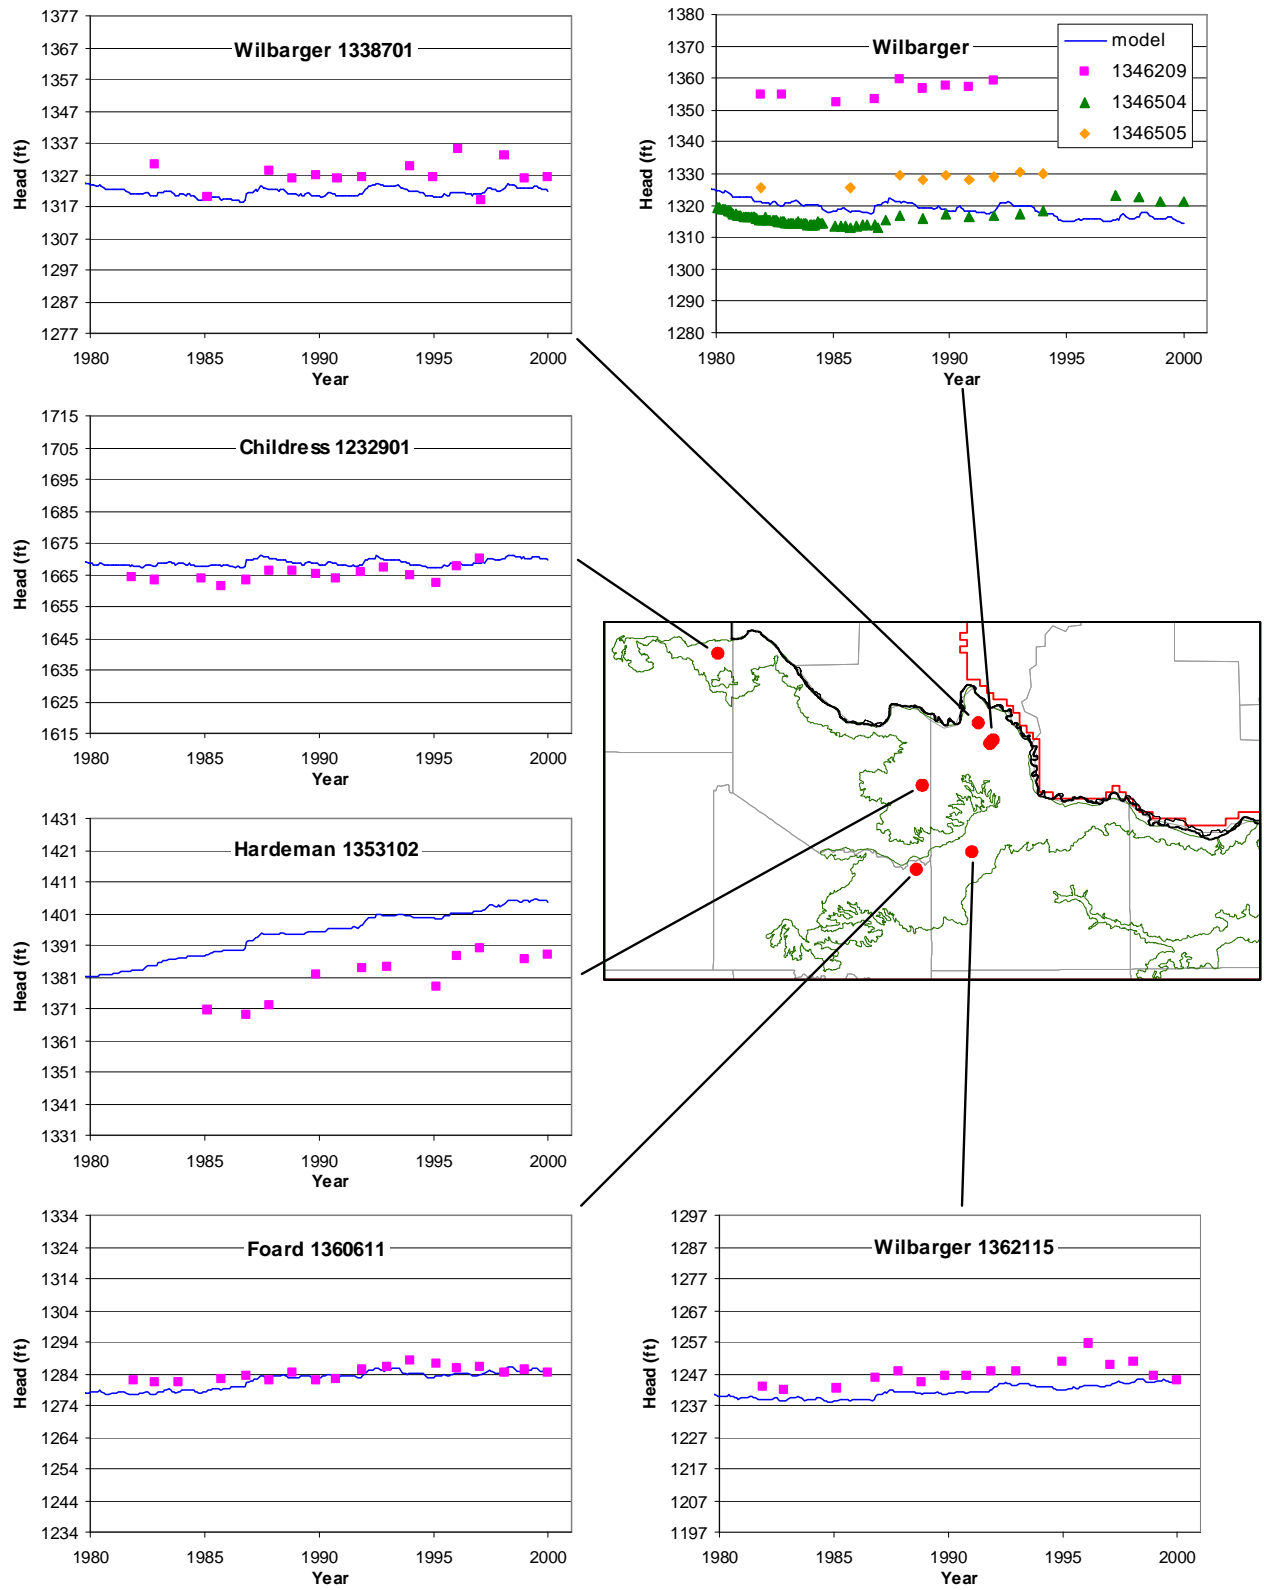 Wilbarger 1338701
Head (ft)
1377
1367
1357
1347
1337
1327
1317
1307
1297
1287
1277
1980 1985 1990 1995 2000
Year
Wilbarger
model
1346209
1346504
1346505
Head (ft)
1380
1370
1360
1350
1340
1330
1320
1310
1300
1290
1280
1980 1985 1990 1995 2000
Year
Childress 1232901
Head (ft)
1715
1705
1695
1685
1675
1665
1655
1645
1635
1625
1615
1980 1985 1990 1995 2000
Year
Hardeman 1353102
Head (ft)
1431
1421
1411
1401
1391
1381
1371
1361
1351
1341
1331
1980 1985 1990 1995 2000
Year
Foard 1360611
Head (ft)
1334
1324
1314
1304
1294
1284
1274
1264
1254
1244
1234
1980 1985 1990 1995 2000
Year
Wilbarger 1362115
Head (ft)
1297
1287
1277
1267
1257
1247
1237
1227
1217
1207
1197
1980 1985 1990 1995 2000
Year